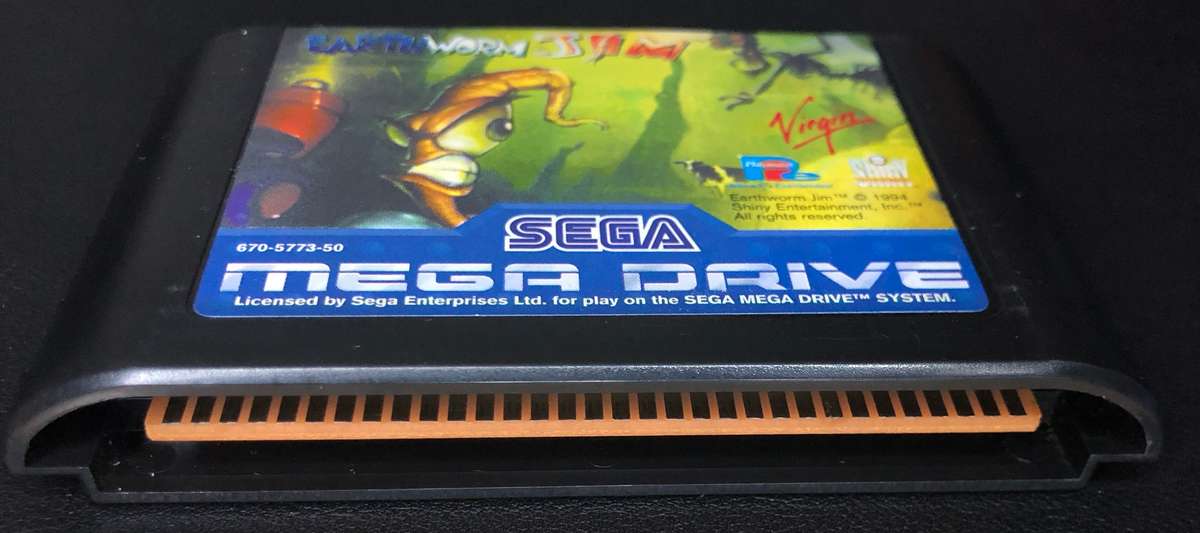 EARTHWORM JIM
Virgin
SHINY
Earthworm Jim™ © 1994
Shiny Entertainment, Inc.™
All rights reserved.
SEGA
670-5773-50
MEGA DRIVE
Licensed by Sega Enterprises Ltd. for play on the SEGA MEGA DRIVE™ SYSTEM.